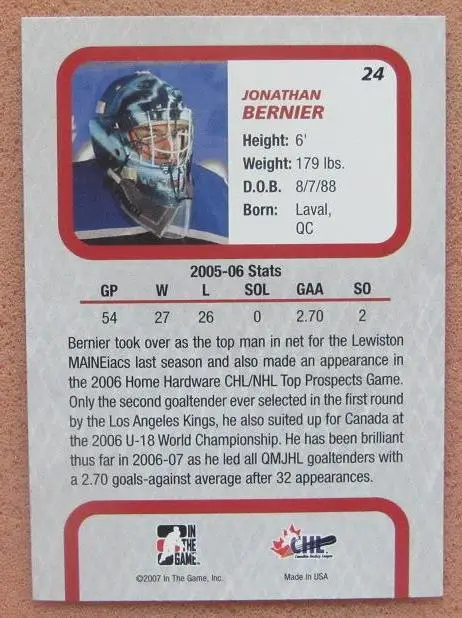 24
JONATHAN
BERNIER
Height: 6'
Weight: 179 lbs.
D.O.B. 8/7/88
Born: Laval,
QC
2005-06 Stats
GP W L SOL GAA SO
54 27 26 0 2.70 2
Bernier took over as the top man in net for the Lewiston
MAINEiacs last season and also made an appearance in
the 2006 Home Hardware CHL/NHL Top Prospects Game.
Only the second goaltender ever selected in the first round
by the Los Angeles Kings, he also suited up for Canada at
the 2006 U-18 World Championship. He has been brilliant
thus far in 2006-07 as he led all QMJHL goaltenders with
a 2.70 goals-against average after 32 appearances.
IN
THE
GAME
CHL
Canadian Hockey League
©2007 In The Game, Inc.
Made In USA